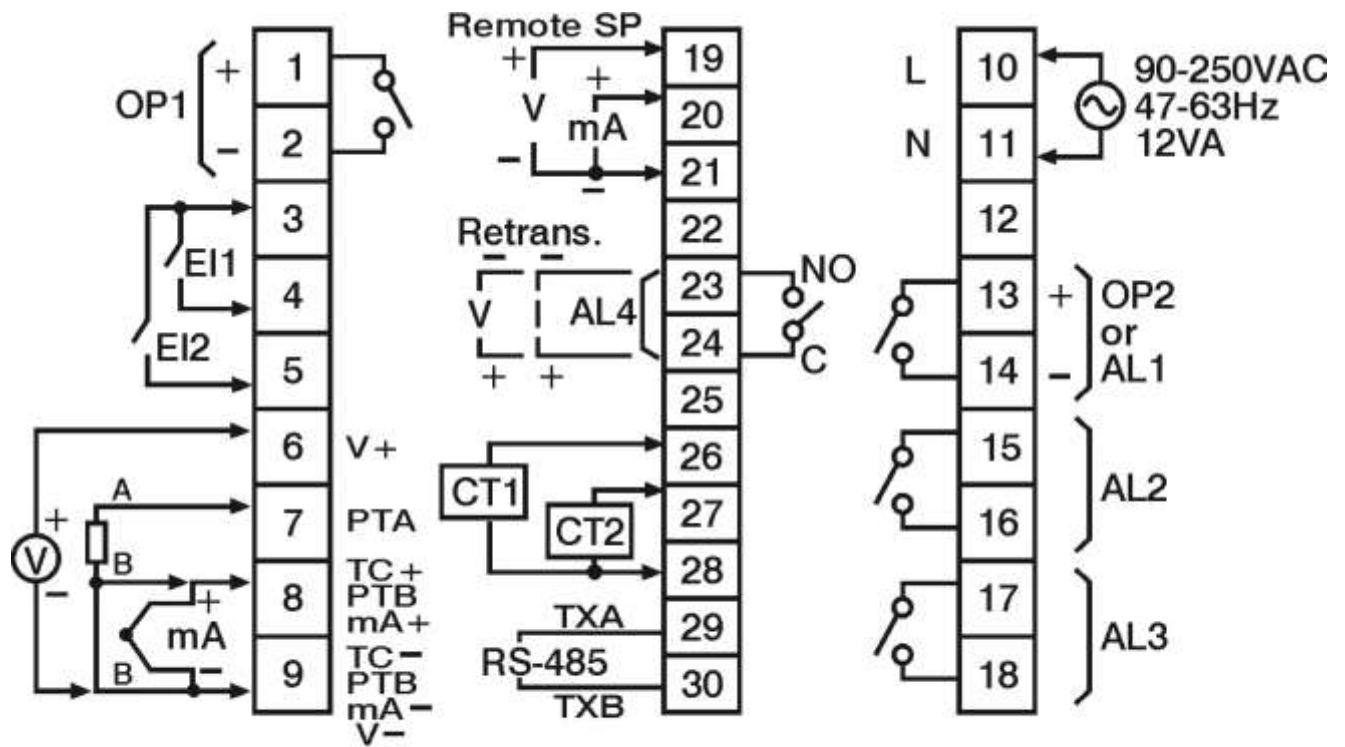 OP1
+
−
1
2
3
4
5
6
7
8
9
EI1
EI2
V+
PTA
TC+
PTB
mA+
TC−
PTB
mA−
V−
A
B
B
+
V
−
+
mA
−
Remote SP
+
V
−
+
mA
−
Retrans.
−
−
V
+
+
AL4
19
20
21
22
23
24
25
26
27
28
29
30
NO
C
CT1
CT2
TXA
RS-485
TXB
L
N
10
11
12
13
14
15
16
17
18
90-250VAC
47-63Hz
12VA
+
−
OP2
or
AL1
AL2
AL3